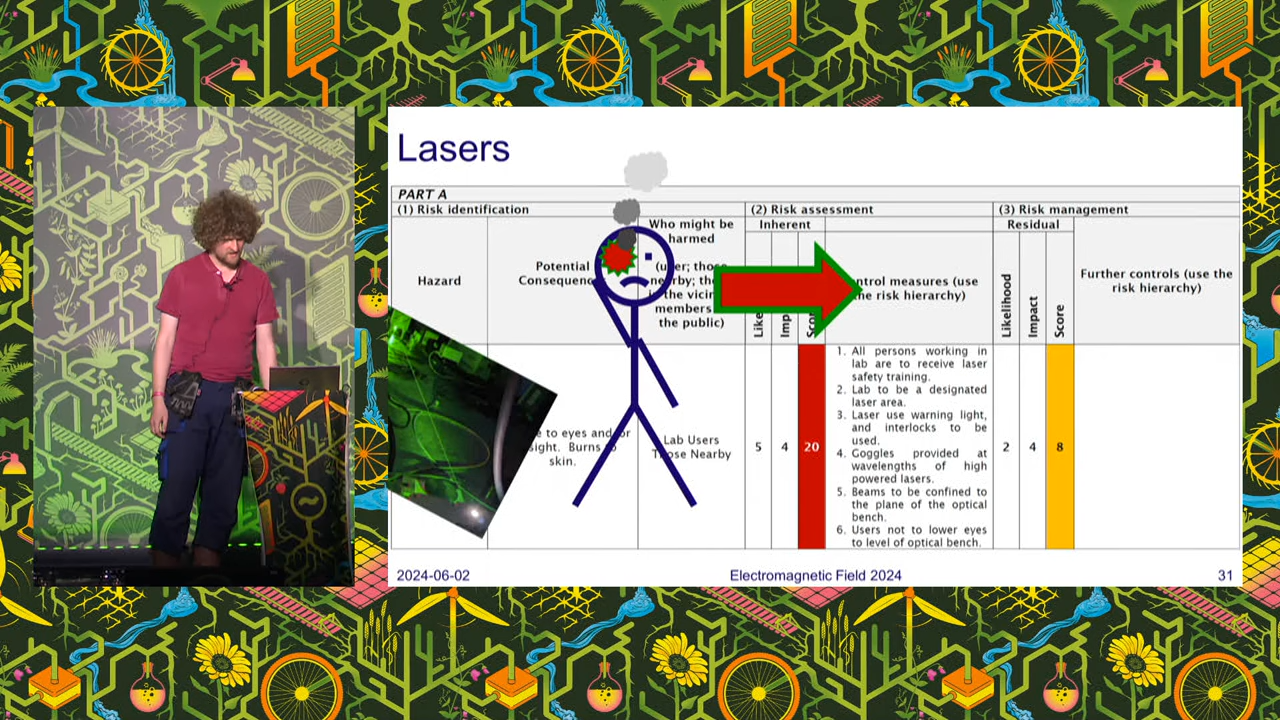 Lasers
PART A
(1) Risk identification
(2) Risk assessment
(3) Risk management
Hazard
Potential
Who might be
harmed
the vicin
members
the public)
Inherent
Imp
ntrol measures (use
he risk hierarchy)
Residual
Likelihood
Impact
Score
Further controls (use the
risk hierarchy)
e to eyes and/or
sight. Burns to
skin.
Lab Users
Those Nearby
5
4
20
1. All persons working in
lab are to receive laser
safety training.
2. Lab to be a designated
laser area.
3. Laser use warning light,
and interlocks to be
used.
4. Goggles provided at
wavelengths of high
powered lasers.
5. Beams to be confined to
the plane of the optical
bench.
6. Users not to lower eyes
to level of optical bench.
2
4
8
2024-06-02
Electromagnetic Field 2024
31